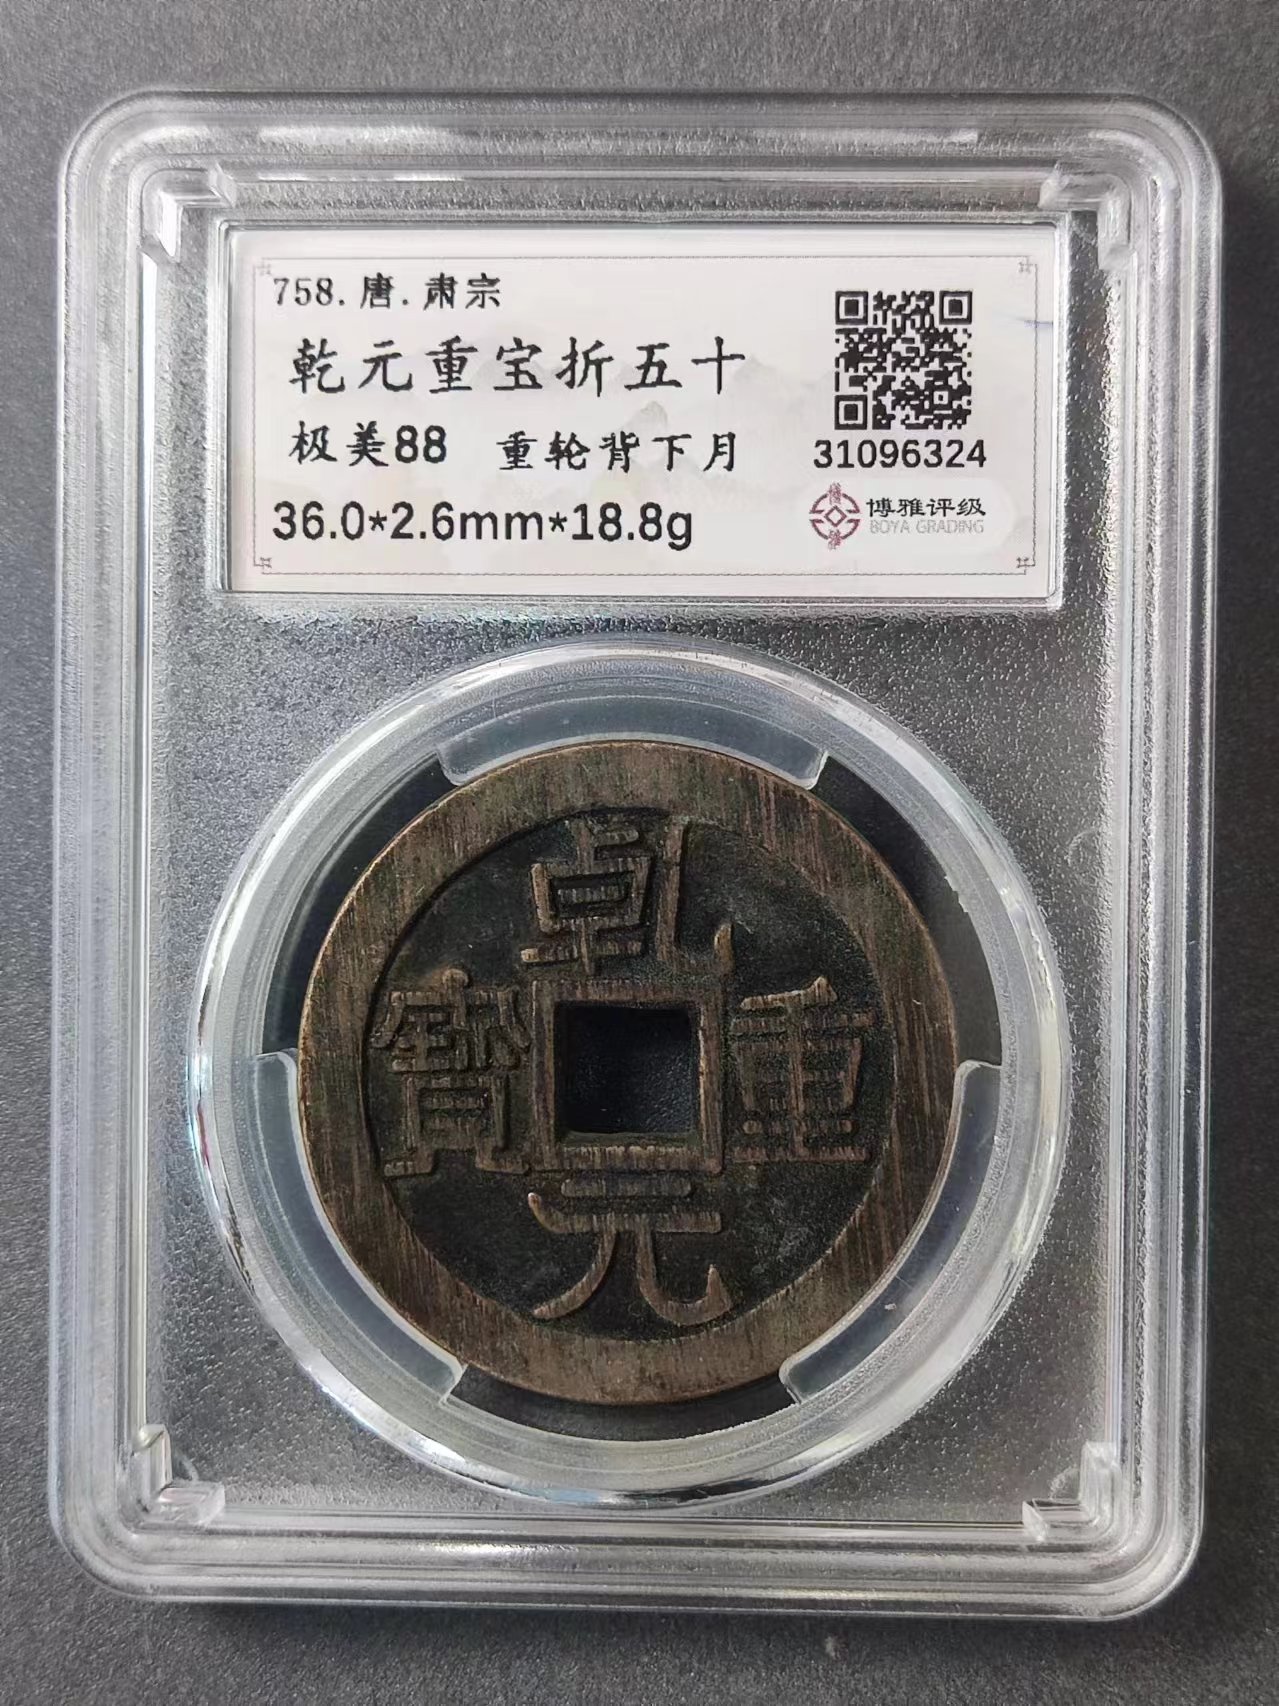 758.唐.肃宗
乾元重宝折五十
极美88 重轮背下月
36.0*2.6mm*18.8g
31096324
博雅评级
BOYA GRADING
乾元重寶